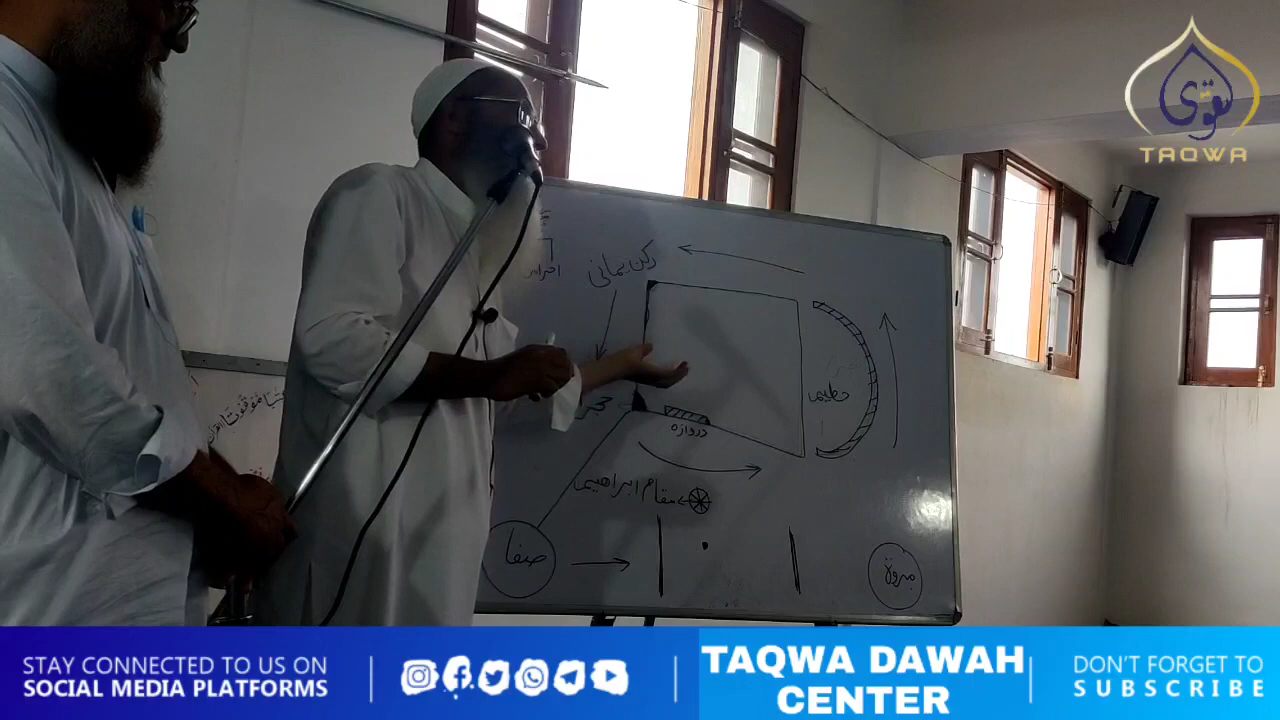 تقوى
TAQWA
رکن یمانی
احرام
حطیم
دروازہ
مقام ابراھیم
صفا
مروۃ
STAY CONNECTED TO US ON
SOCIAL MEDIA PLATFORMS
TAQWA DAWAH
CENTER
DON'T FORGET TO
SUBSCRIBE